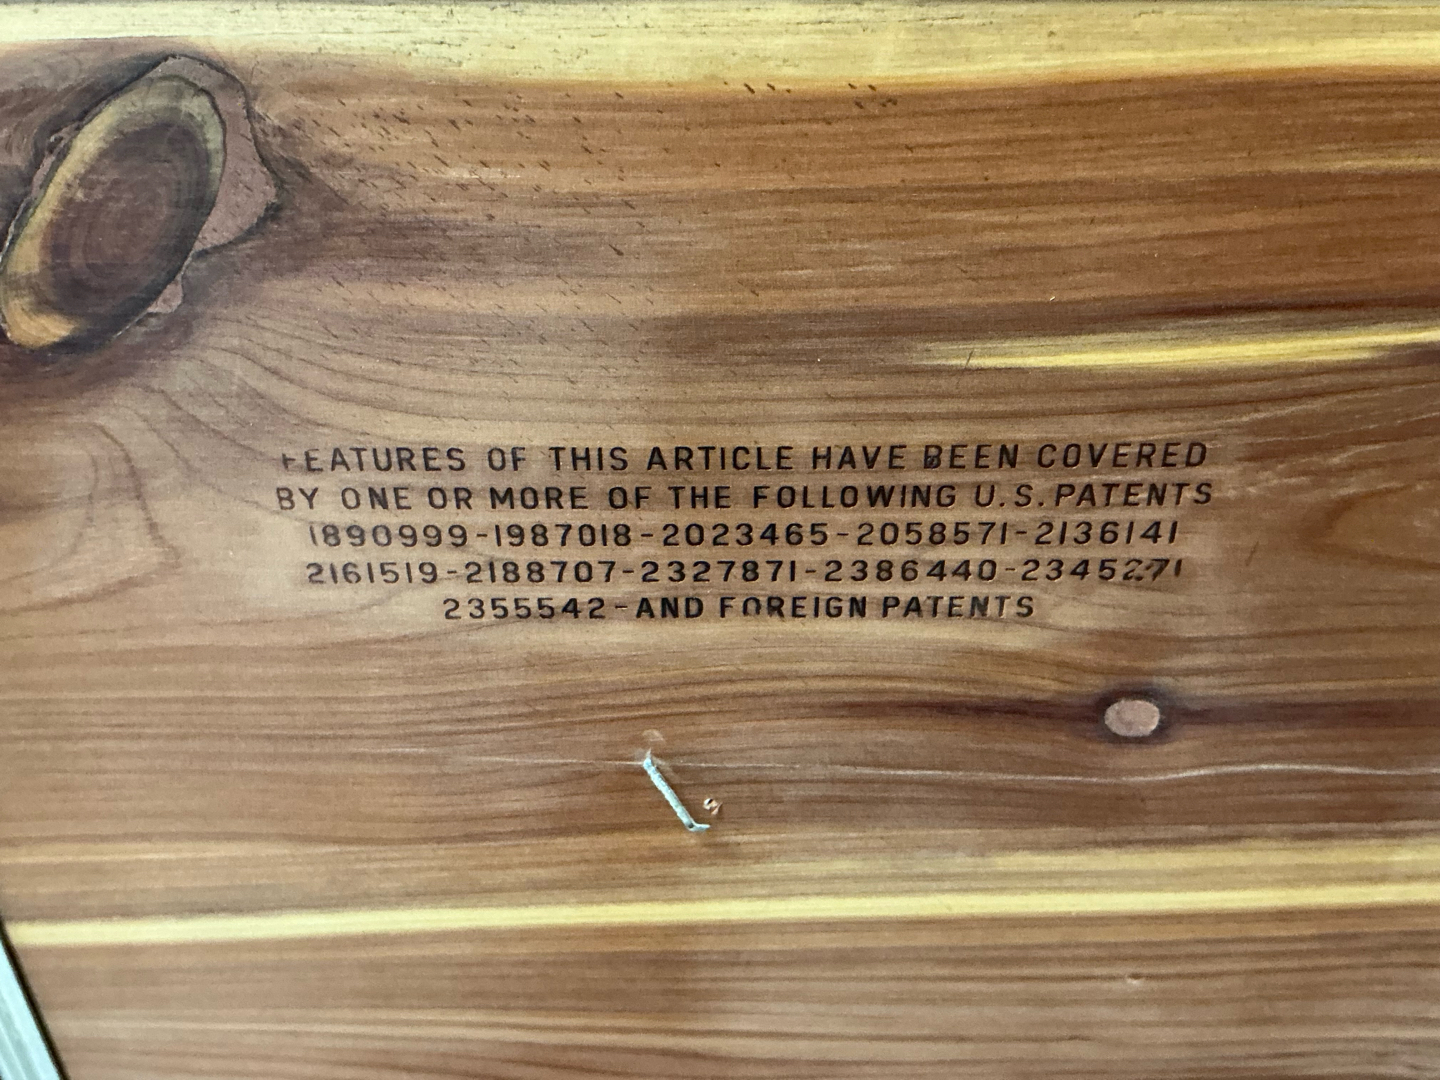 FEATURES OF THIS ARTICLE HAVE BEEN COVERED
BY ONE OR MORE OF THE FOLLOWING U.S. PATENTS
1890999-1987018-2023465-2058571-2136141
2161519-2188707-2327871-2386440-2345271
2355542-AND FOREIGN PATENTS